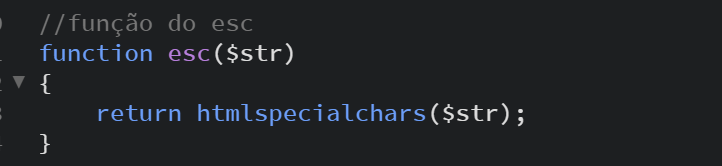 //função do esc
function esc($str)
{
    return htmlspecialchars($str);
}